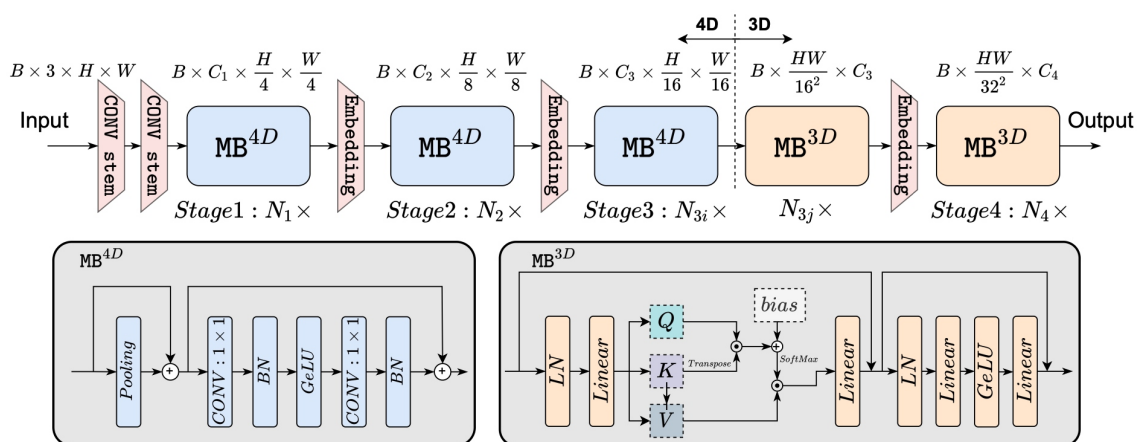 4D 3D
B × 3 × H × W
B × C₁ × H/4 × W/4
B × C₂ × H/8 × W/8
B × C₃ × H/16 × W/16
B × HW/16² × C₃
B × HW/32² × C₄
Input
CONV stem
CONV stem
MB⁴ᴰ
Embedding
MB⁴ᴰ
Embedding
MB⁴ᴰ
MB³ᴰ
Embedding
MB³ᴰ
Output
Stage1 : N₁×
Stage2 : N₂×
Stage3 : N₃ᵢ×
N₃ⱼ×
Stage4 : N₄×
MB⁴ᴰ
Pooling
+
CONV : 1 × 1
BN
GeLU
CONV : 1 × 1
BN
+
MB³ᴰ
LN
Linear
Q
K
V
Transpose
bias
+
SoftMax
Linear
LN
Linear
GeLU
Linear